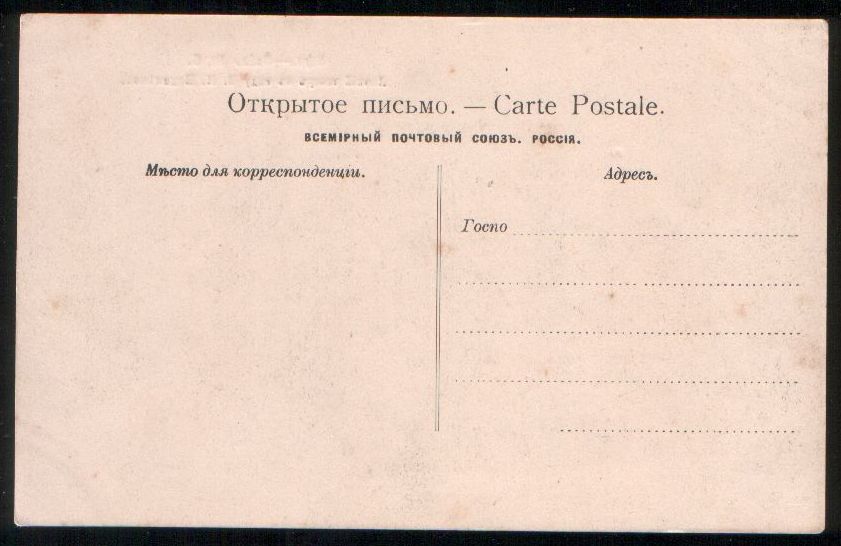 Открытое письмо. — Carte Postale.
ВСЕМІРНЫЙ ПОЧТОВЫЙ СОЮЗЪ. РОССІЯ.
Мѣсто для корреспонденціи.
Адресъ.
Госпо